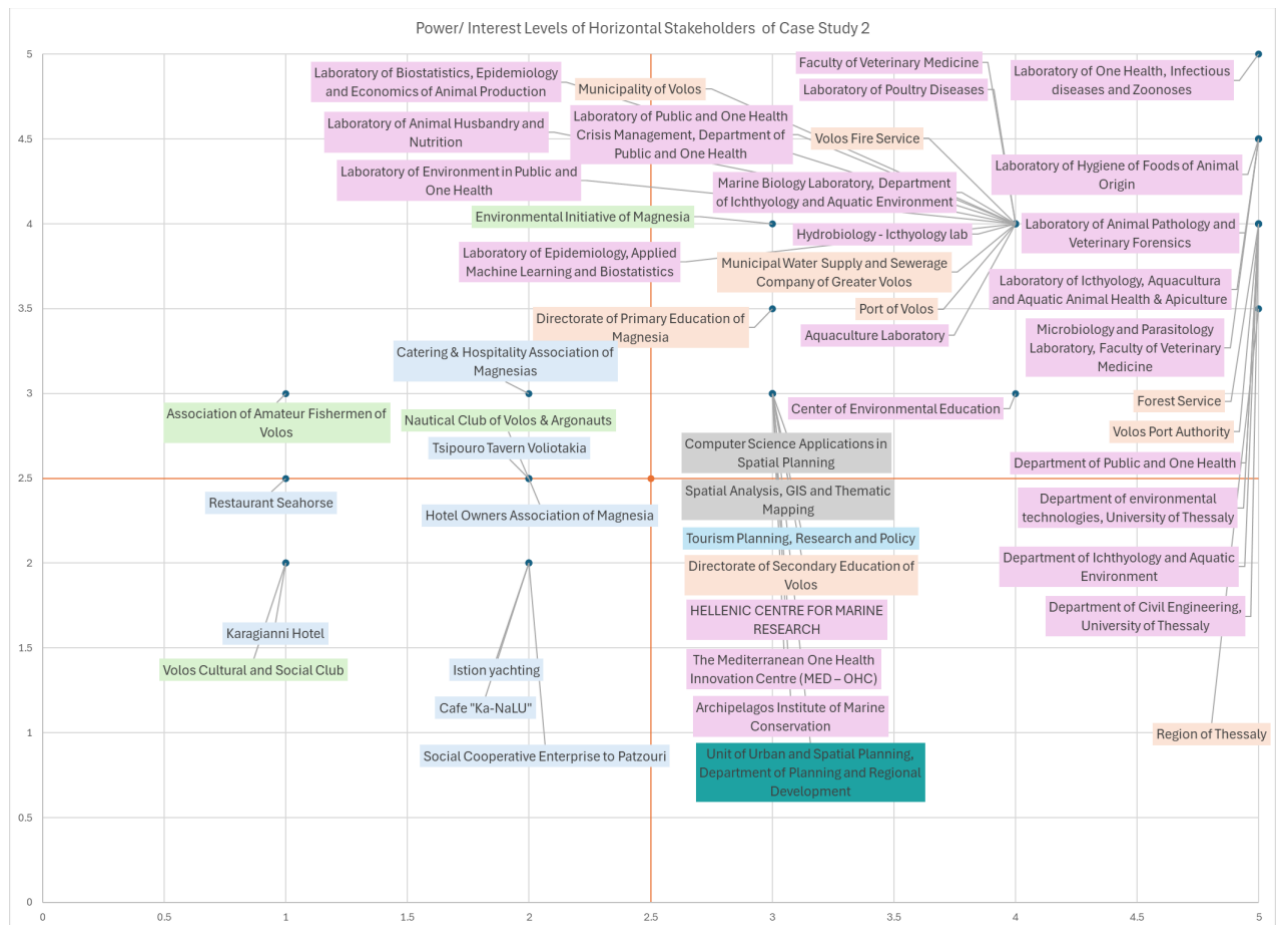 Power/ Interest Levels of Horizontal Stakeholders of Case Study 2
5
4.5
4
3.5
3
2.5
2
1.5
1
0.5
0
0
0.5
1
1.5
2
2.5
3
3.5
4
4.5
5
Laboratory of Biostatistics, Epidemiology
and Economics of Animal Production
Municipality of Volos
Faculty of Veterinary Medicine
Laboratory of Poultry Diseases
Laboratory of One Health, Infectious
diseases and Zoonoses
Laboratory of Animal Husbandry and
Nutrition
Laboratory of Public and One Health
Crisis Management, Department of
Public and One Health
Volos Fire Service
Laboratory of Environment in Public and
One Health
Laboratory of Hygiene of Foods of Animal
Origin
Marine Biology Laboratory, Department
of Ichthyology and Aquatic Environment
Environmental Initiative of Magnesia
Hydrobiology - Icthyology lab
Laboratory of Animal Pathology and
Veterinary Forensics
Laboratory of Epidemiology, Applied
Machine Learning and Biostatistics
Municipal Water Supply and Sewerage
Company of Greater Volos
Laboratory of Icthyology, Aquacultura
and Aquatic Animal Health & Apiculture
Port of Volos
Directorate of Primary Education of
Magnesia
Aquaculture Laboratory
Microbiology and Parasitology
Laboratory, Faculty of Veterinary
Medicine
Catering & Hospitality Association of
Magnesias
Association of Amateur Fishermen of
Volos
Nautical Club of Volos & Argonauts
Center of Environmental Education
Forest Service
Volos Port Authority
Tsipouro Tavern Voliotakia
Computer Science Applications in
Spatial Planning
Department of Public and One Health
Restaurant Seahorse
Hotel Owners Association of Magnesia
Spatial Analysis, GIS and Thematic
Mapping
Department of environmental
technologies, University of Thessaly
Tourism Planning, Research and Policy
Directorate of Secondary Education of
Volos
Department of Ichthyology and Aquatic
Environment
HELLENIC CENTRE FOR MARINE
RESEARCH
Department of Civil Engineering,
University of Thessaly
Karagianni Hotel
Volos Cultural and Social Club
Istion yachting
The Mediterranean One Health
Innovation Centre (MED – OHC)
Cafe "Ka-NaLU"
Archipelagos Institute of Marine
Conservation
Region of Thessaly
Social Cooperative Enterprise to Patzouri
Unit of Urban and Spatial Planning,
Department of Planning and Regional
Development